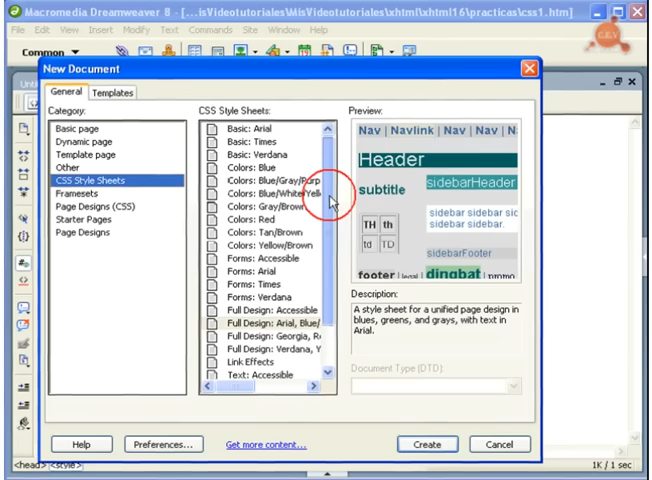 Macromedia Dreamweaver 8 - [...isVideotutoriales\MisVideotutoriales\xhtml\xhtml16\practicas\css1.htm]
File Edit View Insert Modify Text Commands Site Window Help
C.E.V
Common
New Document
General Templates
Category:
Basic page
Dynamic page
Template page
Other
CSS Style Sheets
Framesets
Page Designs (CSS)
Starter Pages
Page Designs
CSS Style Sheets:
Basic: Arial
Basic: Times
Basic: Verdana
Colors: Blue
Colors: Blue/Gray/Purp
Colors: Blue/White/Yell
Colors: Gray/Brown
Colors: Red
Colors: Tan/Brown
Colors: Yellow/Brown
Forms: Accessible
Forms: Arial
Forms: Times
Forms: Verdana
Full Design: Accessible
Full Design: Arial, Blue/
Full Design: Georgia, R
Full Design: Verdana, Y
Link Effects
Text: Accessible
Preview:
Nav | Navlink | Nav | Nav | N
Header
subtitle
sidebarHeader
TH th
td TD
sidebar sidebar sid
sidebar sidebar.
sidebarFooter
footer | legal | dingbat | promo
Description:
A style sheet for a unified page design in
blues, greens, and grays, with text in
Arial.
Document Type (DTD):
Help Preferences... Get more content... Create Cancel
<head> <style> 1K / 1 sec